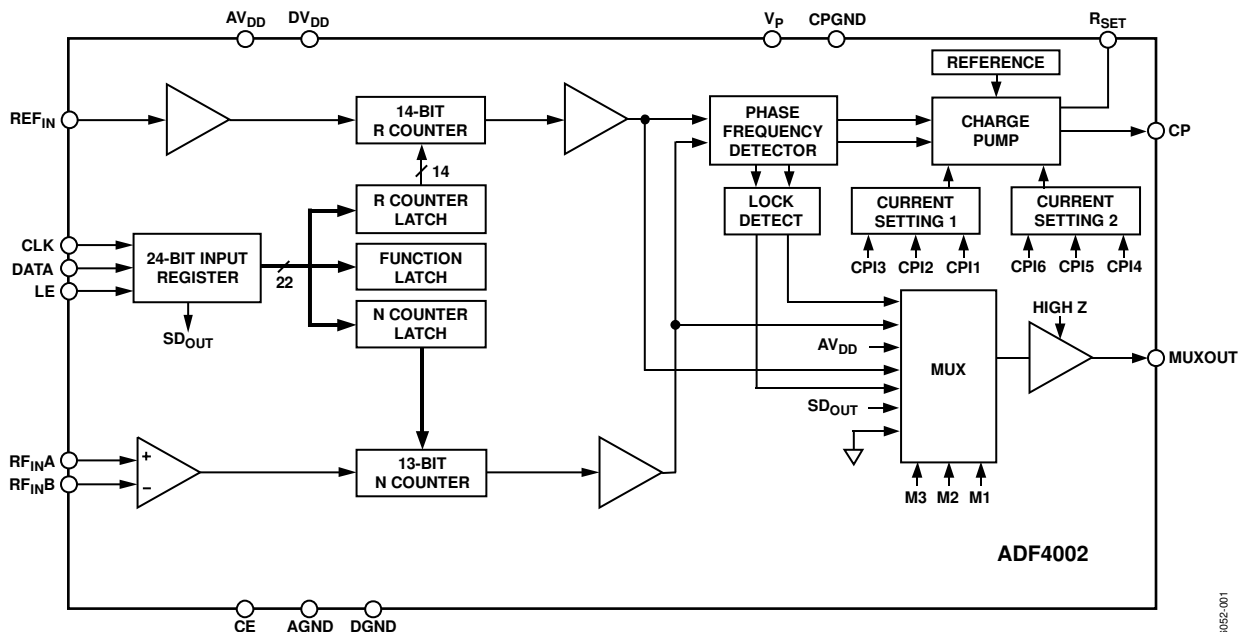 AVDD DVDD VP CPGND RSET
REFERENCE
REFIN
14-BIT
R COUNTER
PHASE
FREQUENCY
DETECTOR
CHARGE
PUMP
CP
14
R COUNTER
LATCH
LOCK
DETECT
CURRENT
SETTING 1
CURRENT
SETTING 2
CLK
DATA
LE
24-BIT INPUT
REGISTER
22
FUNCTION
LATCH
CPI3 CPI2 CPI1
CPI6 CPI5 CPI4
N COUNTER
LATCH
SDOUT
HIGH Z
AVDD
MUX
MUXOUT
SDOUT
RFINA
RFINB
+
−
13-BIT
N COUNTER
M3 M2 M1
ADF4002
CE AGND DGND